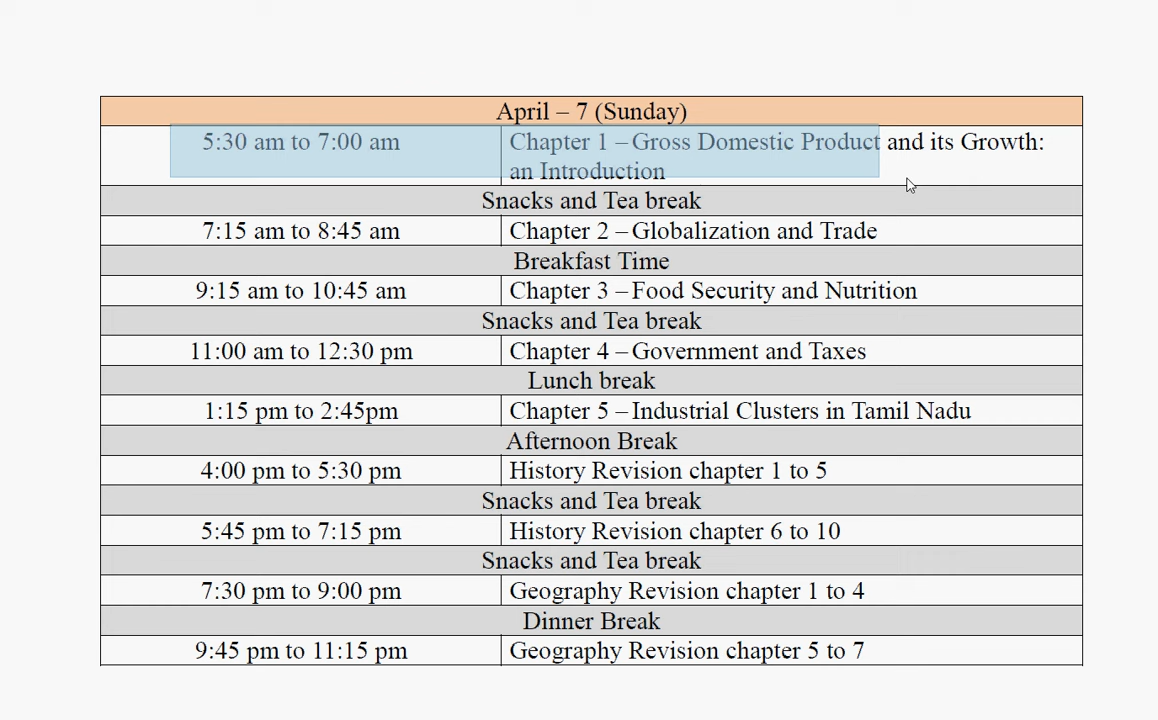 April – 7 (Sunday)
5:30 am to 7:00 am Chapter 1 – Gross Domestic Product and its Growth:
an Introduction
Snacks and Tea break
7:15 am to 8:45 am Chapter 2 – Globalization and Trade
Breakfast Time
9:15 am to 10:45 am Chapter 3 – Food Security and Nutrition
Snacks and Tea break
11:00 am to 12:30 pm Chapter 4 – Government and Taxes
Lunch break
1:15 pm to 2:45pm Chapter 5 – Industrial Clusters in Tamil Nadu
Afternoon Break
4:00 pm to 5:30 pm History Revision chapter 1 to 5
Snacks and Tea break
5:45 pm to 7:15 pm History Revision chapter 6 to 10
Snacks and Tea break
7:30 pm to 9:00 pm Geography Revision chapter 1 to 4
Dinner Break
9:45 pm to 11:15 pm Geography Revision chapter 5 to 7